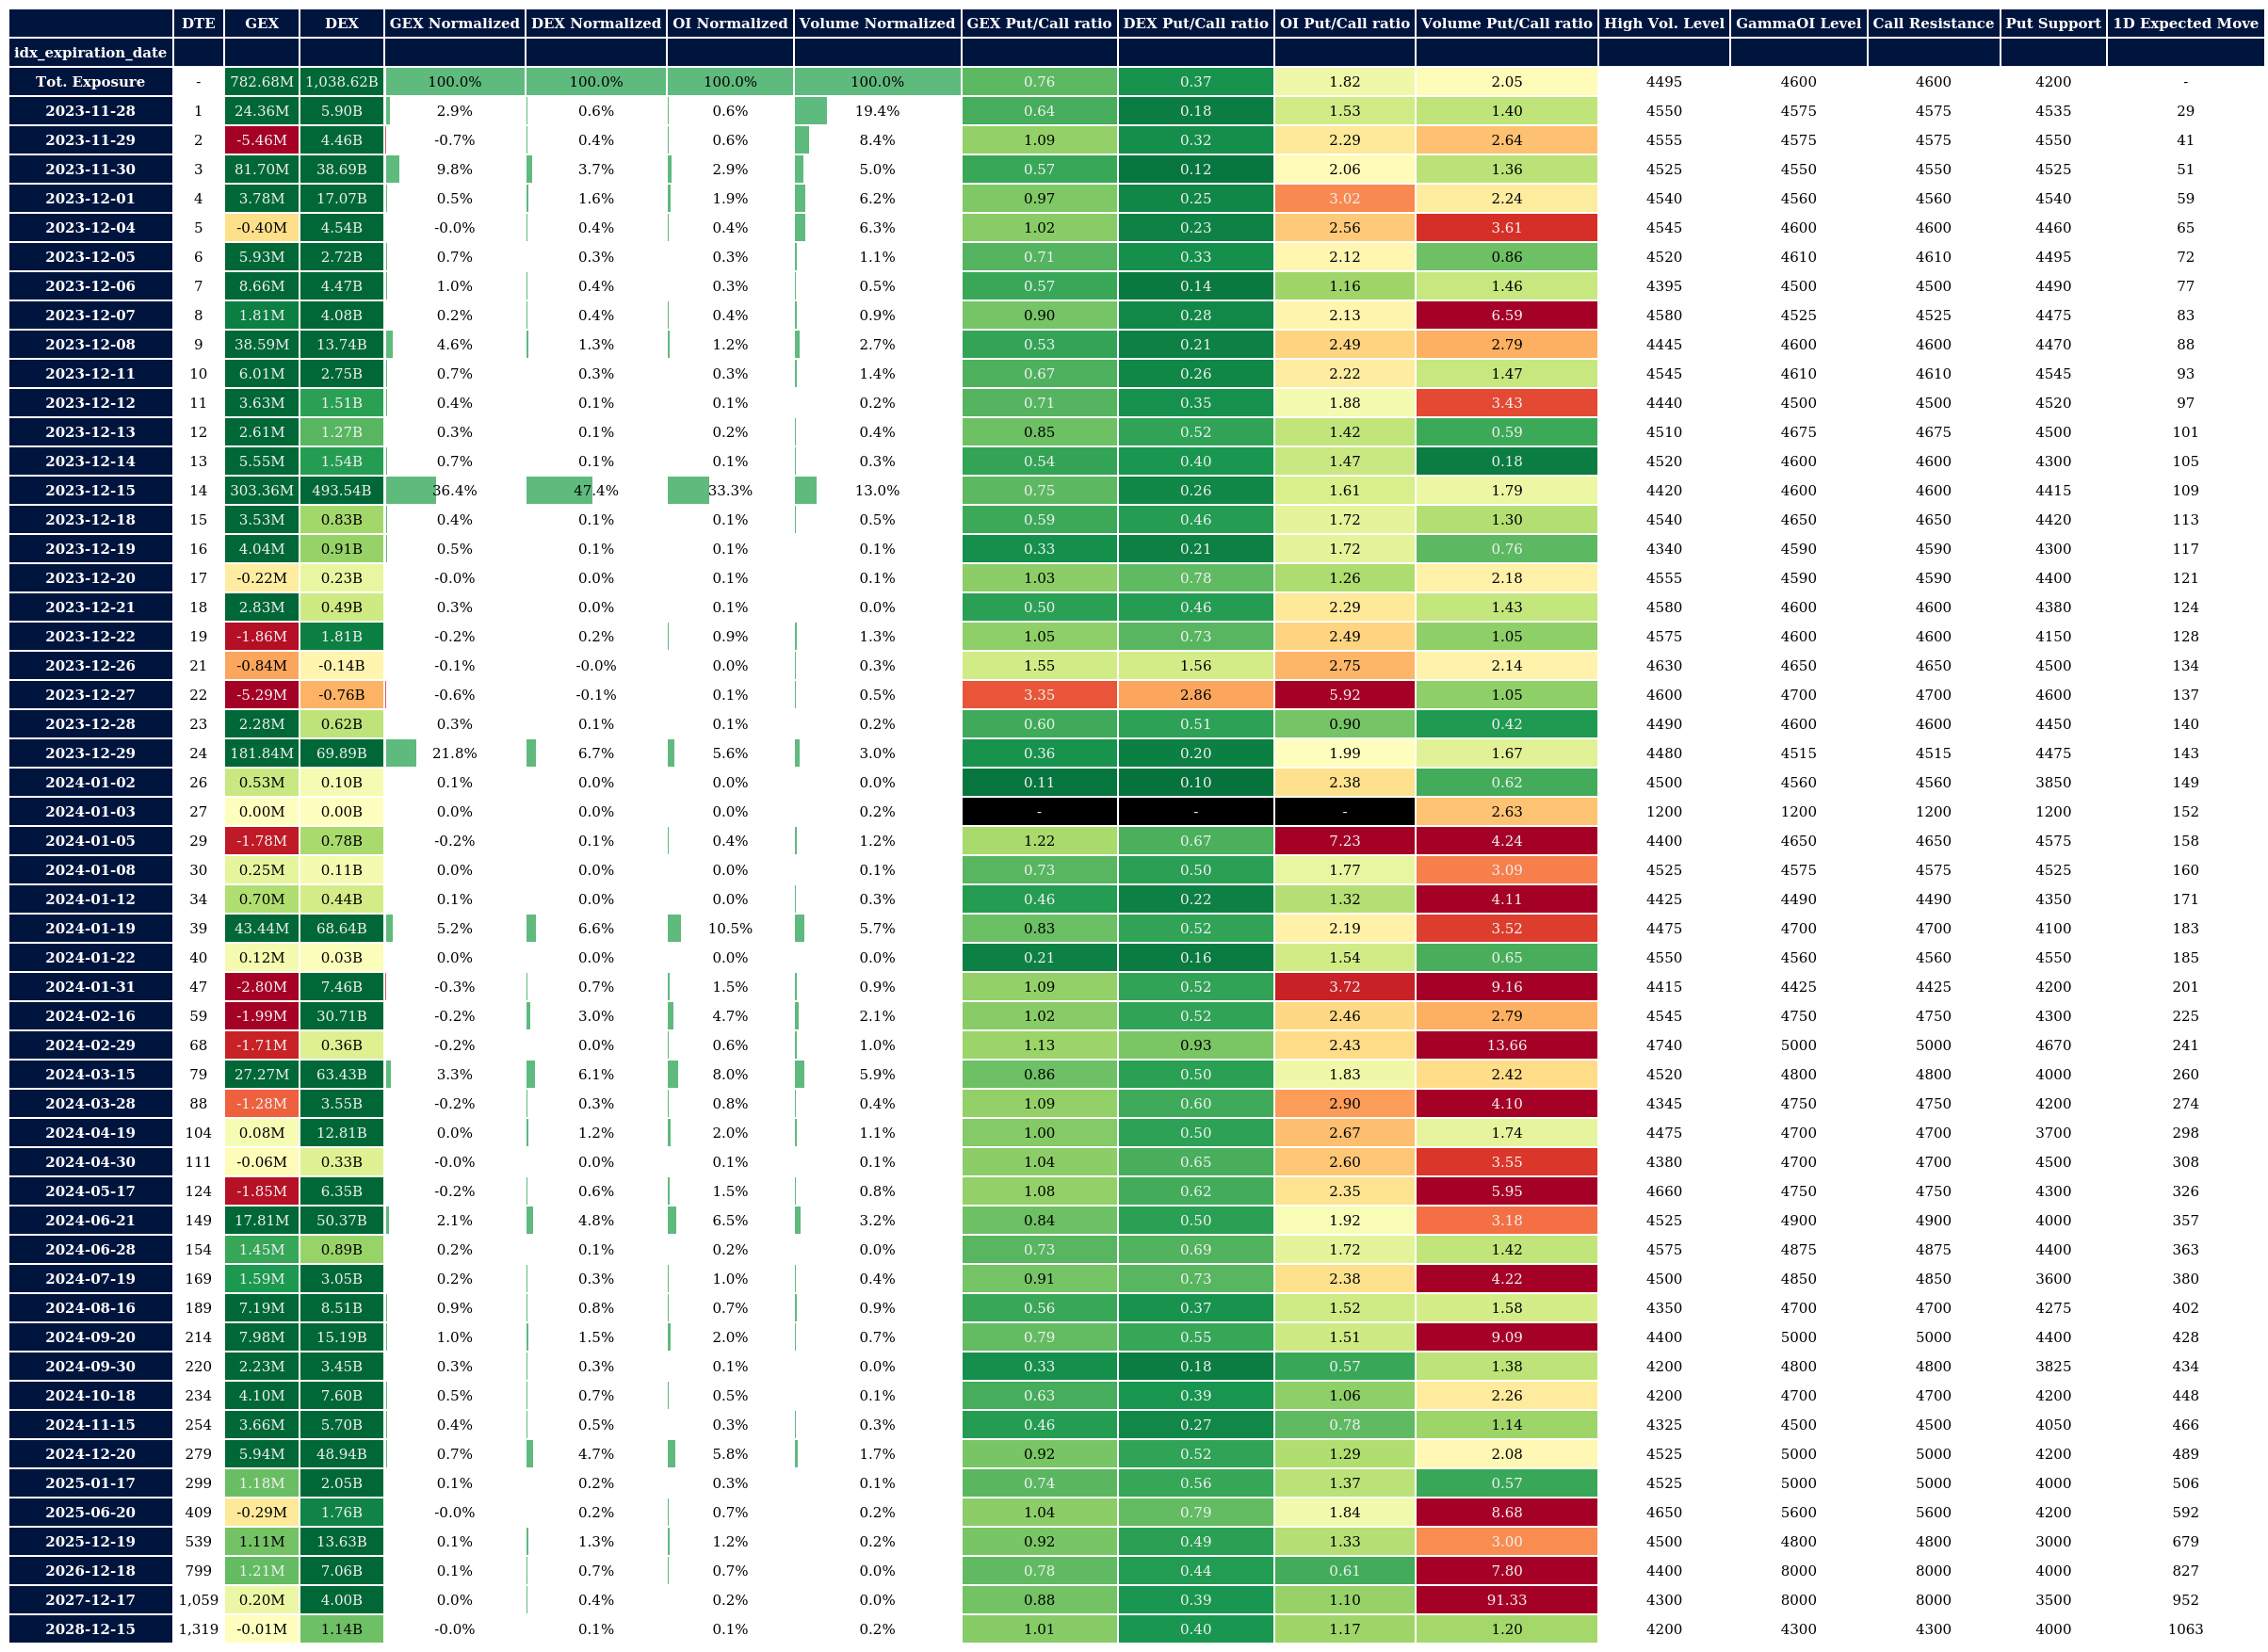 DTE GEX DEX GEX Normalized DEX Normalized OI Normalized Volume Normalized GEX Put/Call ratio DEX Put/Call ratio OI Put/Call ratio Volume Put/Call ratio High Vol. Level GammaOI Level Call Resistance Put Support 1D Expected Move
idx_expiration_date
Tot. Exposure - 782.68M 1,038.62B 100.0% 100.0% 100.0% 100.0% 0.76 0.37 1.82 2.05 4495 4600 4600 4200 -
2023-11-28 1 24.36M 5.90B 2.9% 0.6% 0.6% 19.4% 0.64 0.18 1.53 1.40 4550 4575 4575 4535 29
2023-11-29 2 -5.46M 4.46B -0.7% 0.4% 0.6% 8.4% 1.09 0.32 2.29 2.64 4555 4575 4575 4550 41
2023-11-30 3 81.70M 38.69B 9.8% 3.7% 2.9% 5.0% 0.57 0.12 2.06 1.36 4525 4550 4550 4525 51
2023-12-01 4 3.78M 17.07B 0.5% 1.6% 1.9% 6.2% 0.97 0.25 3.02 2.24 4540 4560 4560 4540 59
2023-12-04 5 -0.40M 4.54B -0.0% 0.4% 0.4% 6.3% 1.02 0.23 2.56 3.61 4545 4600 4600 4460 65
2023-12-05 6 5.93M 2.72B 0.7% 0.3% 0.3% 1.1% 0.71 0.33 2.12 0.86 4520 4610 4610 4495 72
2023-12-06 7 8.66M 4.47B 1.0% 0.4% 0.3% 0.5% 0.57 0.14 1.16 1.46 4395 4500 4500 4490 77
2023-12-07 8 1.81M 4.08B 0.2% 0.4% 0.4% 0.9% 0.90 0.28 2.13 6.59 4580 4525 4525 4475 83
2023-12-08 9 38.59M 13.74B 4.6% 1.3% 1.2% 2.7% 0.53 0.21 2.49 2.79 4445 4600 4600 4470 88
2023-12-11 10 6.01M 2.75B 0.7% 0.3% 0.3% 1.4% 0.67 0.26 2.22 1.47 4545 4610 4610 4545 93
2023-12-12 11 3.63M 1.51B 0.4% 0.1% 0.1% 0.2% 0.71 0.35 1.88 3.43 4440 4500 4500 4520 97
2023-12-13 12 2.61M 1.27B 0.3% 0.1% 0.2% 0.4% 0.85 0.52 1.42 0.59 4510 4675 4675 4500 101
2023-12-14 13 5.55M 1.54B 0.7% 0.1% 0.1% 0.3% 0.54 0.40 1.47 0.18 4520 4600 4600 4300 105
2023-12-15 14 303.36M 493.54B 36.4% 47.4% 33.3% 13.0% 0.75 0.26 1.61 1.79 4420 4600 4600 4415 109
2023-12-18 15 3.53M 0.83B 0.4% 0.1% 0.1% 0.5% 0.59 0.46 1.72 1.30 4540 4650 4650 4420 113
2023-12-19 16 4.04M 0.91B 0.5% 0.1% 0.1% 0.1% 0.33 0.21 1.72 0.76 4340 4590 4590 4300 117
2023-12-20 17 -0.22M 0.23B -0.0% 0.0% 0.1% 0.1% 1.03 0.78 1.26 2.18 4555 4590 4590 4400 121
2023-12-21 18 2.83M 0.49B 0.3% 0.0% 0.1% 0.0% 0.50 0.46 2.29 1.43 4580 4600 4600 4380 124
2023-12-22 19 -1.86M 1.81B -0.2% 0.2% 0.9% 1.3% 1.05 0.73 2.49 1.05 4575 4600 4600 4150 128
2023-12-26 21 -0.84M -0.14B -0.1% -0.0% 0.0% 0.3% 1.55 1.56 2.75 2.14 4630 4650 4650 4500 134
2023-12-27 22 -5.29M -0.76B -0.6% -0.1% 0.1% 0.5% 3.35 2.86 5.92 1.05 4600 4700 4700 4600 137
2023-12-28 23 2.28M 0.62B 0.3% 0.1% 0.1% 0.2% 0.60 0.51 0.90 0.42 4490 4600 4600 4450 140
2023-12-29 24 181.84M 69.89B 21.8% 6.7% 5.6% 3.0% 0.36 0.20 1.99 1.67 4480 4515 4515 4475 143
2024-01-02 26 0.53M 0.10B 0.1% 0.0% 0.0% 0.0% 0.11 0.10 2.38 0.62 4500 4560 4560 3850 149
2024-01-03 27 0.00M 0.00B 0.0% 0.0% 0.0% 0.2% - - - 2.63 1200 1200 1200 1200 152
2024-01-05 29 -1.78M 0.78B -0.2% 0.1% 0.4% 1.2% 1.22 0.67 7.23 4.24 4400 4650 4650 4575 158
2024-01-08 30 0.25M 0.11B 0.0% 0.0% 0.0% 0.1% 0.73 0.50 1.77 3.09 4525 4575 4575 4525 160
2024-01-12 34 0.70M 0.44B 0.1% 0.0% 0.0% 0.3% 0.46 0.22 1.32 4.11 4425 4490 4490 4350 171
2024-01-19 39 43.44M 68.64B 5.2% 6.6% 10.5% 5.7% 0.83 0.52 2.19 3.52 4475 4700 4700 4100 183
2024-01-22 40 0.12M 0.03B 0.0% 0.0% 0.0% 0.0% 0.21 0.16 1.54 0.65 4550 4560 4560 4550 185
2024-01-31 47 -2.80M 7.46B -0.3% 0.7% 1.5% 0.9% 1.09 0.52 3.72 9.16 4415 4425 4425 4200 201
2024-02-16 59 -1.99M 30.71B -0.2% 3.0% 4.7% 2.1% 1.02 0.52 2.46 2.79 4545 4750 4750 4300 225
2024-02-29 68 -1.71M 0.36B -0.2% 0.0% 0.6% 1.0% 1.13 0.93 2.43 13.66 4740 5000 5000 4670 241
2024-03-15 79 27.27M 63.43B 3.3% 6.1% 8.0% 5.9% 0.86 0.50 1.83 2.42 4520 4800 4800 4000 260
2024-03-28 88 -1.28M 3.55B -0.2% 0.3% 0.8% 0.4% 1.09 0.60 2.90 4.10 4345 4750 4750 4200 274
2024-04-19 104 0.08M 12.81B 0.0% 1.2% 2.0% 1.1% 1.00 0.50 2.67 1.74 4475 4700 4700 3700 298
2024-04-30 111 -0.06M 0.33B -0.0% 0.0% 0.1% 0.1% 1.04 0.65 2.60 3.55 4380 4700 4700 4500 308
2024-05-17 124 -1.85M 6.35B -0.2% 0.6% 1.5% 0.8% 1.08 0.62 2.35 5.95 4660 4750 4750 4300 326
2024-06-21 149 17.81M 50.37B 2.1% 4.8% 6.5% 3.2% 0.84 0.50 1.92 3.18 4525 4900 4900 4000 357
2024-06-28 154 1.45M 0.89B 0.2% 0.1% 0.2% 0.0% 0.73 0.69 1.72 1.42 4575 4875 4875 4400 363
2024-07-19 169 1.59M 3.05B 0.2% 0.3% 1.0% 0.4% 0.91 0.73 2.38 4.22 4500 4850 4850 3600 380
2024-08-16 189 7.19M 8.51B 0.9% 0.8% 0.7% 0.9% 0.56 0.37 1.52 1.58 4350 4700 4700 4275 402
2024-09-20 214 7.98M 15.19B 1.0% 1.5% 2.0% 0.7% 0.79 0.55 1.51 9.09 4400 5000 5000 4400 428
2024-09-30 220 2.23M 3.45B 0.3% 0.3% 0.1% 0.0% 0.33 0.18 0.57 1.38 4200 4800 4800 3825 434
2024-10-18 234 4.10M 7.60B 0.5% 0.7% 0.5% 0.1% 0.63 0.39 1.06 2.26 4200 4700 4700 4200 448
2024-11-15 254 3.66M 5.70B 0.4% 0.5% 0.3% 0.3% 0.46 0.27 0.78 1.14 4325 4500 4500 4050 466
2024-12-20 279 5.94M 48.94B 0.7% 4.7% 5.8% 1.7% 0.92 0.52 1.29 2.08 4525 5000 5000 4200 489
2025-01-17 299 1.18M 2.05B 0.1% 0.2% 0.3% 0.1% 0.74 0.56 1.37 0.57 4525 5000 5000 4000 506
2025-06-20 409 -0.29M 1.76B -0.0% 0.2% 0.7% 0.2% 1.04 0.79 1.84 8.68 4650 5600 5600 4200 592
2025-12-19 539 1.11M 13.63B 0.1% 1.3% 1.2% 0.2% 0.92 0.49 1.33 3.00 4500 4800 4800 3000 679
2026-12-18 799 1.21M 7.06B 0.1% 0.7% 0.7% 0.0% 0.78 0.44 0.61 7.80 4400 8000 8000 4000 827
2027-12-17 1,059 0.20M 4.00B 0.0% 0.4% 0.2% 0.0% 0.88 0.39 1.10 91.33 4300 8000 8000 3500 952
2028-12-15 1,319 -0.01M 1.14B -0.0% 0.1% 0.1% 0.2% 1.01 0.40 1.17 1.20 4200 4300 4300 4000 1063